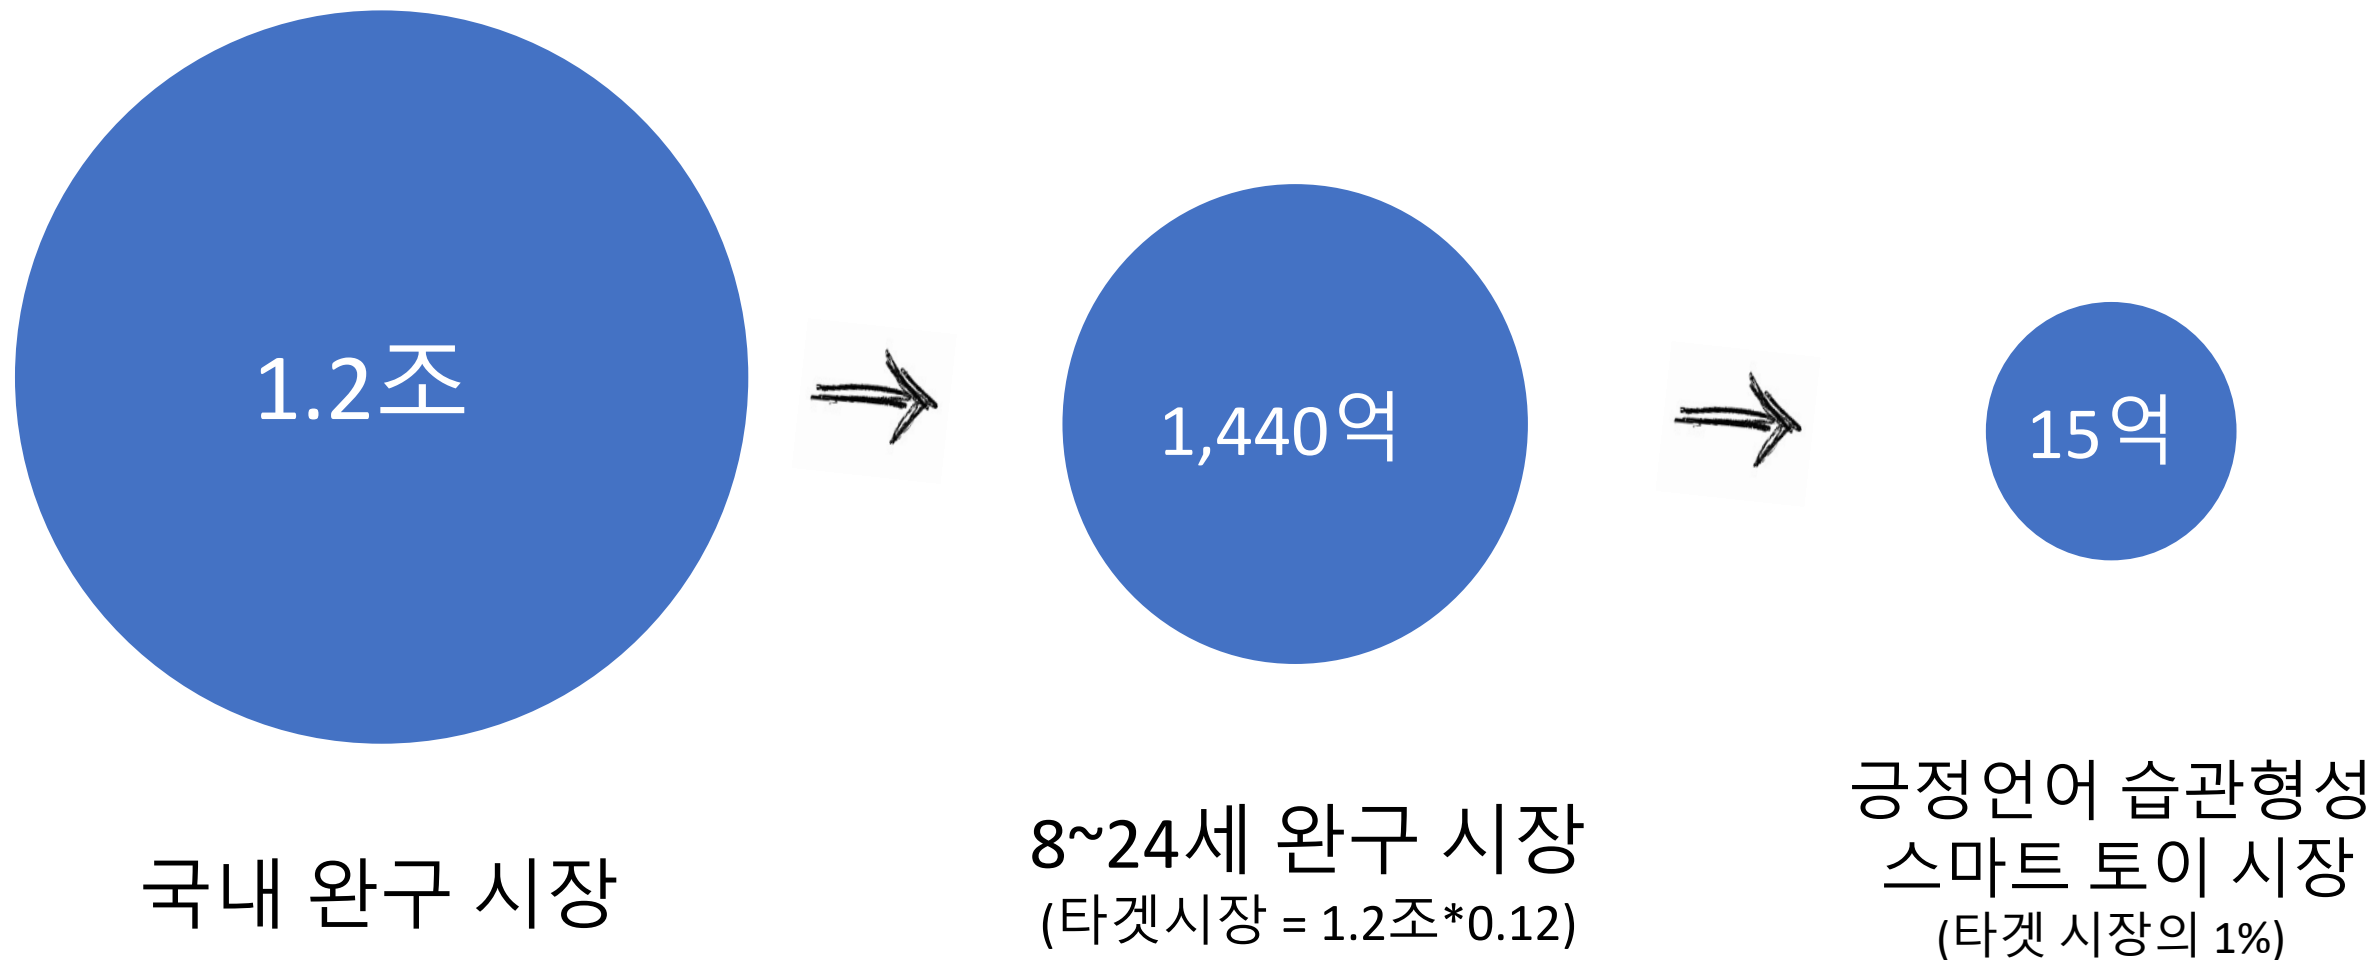 1.2조
1,440억
15억
국내 완구 시장
8~24세 완구 시장
(타겟시장 = 1.2조*0.12)
긍정언어 습관형성
스마트 토이 시장
(타겟 시장의 1%)